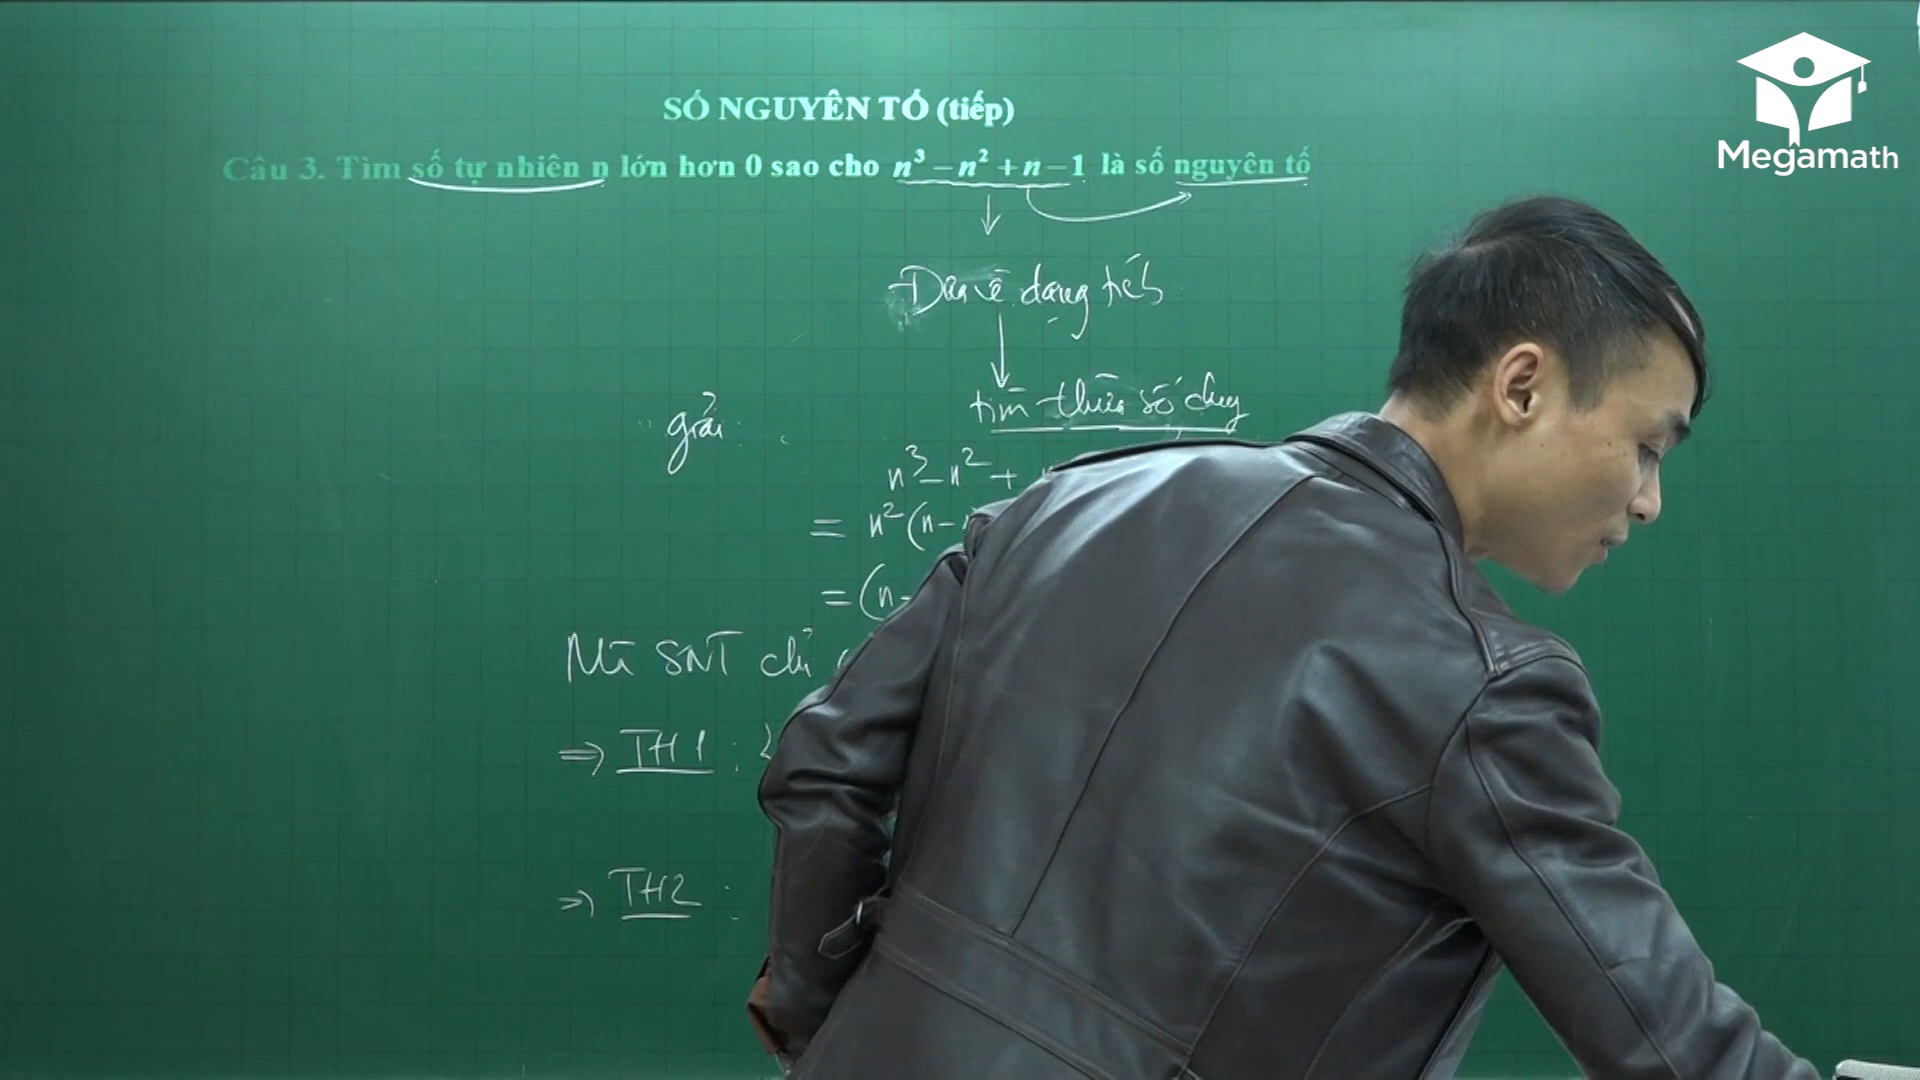 Megamath
SỐ NGUYÊN TỐ (tiếp)
Câu 3. Tìm số tự nhiên n lớn hơn 0 sao cho n³ − n² + n − 1 là số nguyên tố
Đưa về dạng tích
tìm thừa số chung
giải:
n³ − n² +
= n²(n −
= (n −
Mà SNT chỉ
⇒ TH1 :
⇒ TH2 :